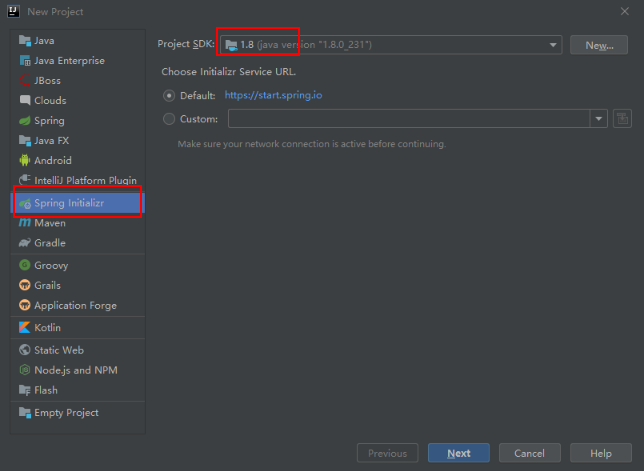 New Project
Java
Java Enterprise
JBoss
Clouds
Spring
Java FX
Android
IntelliJ Platform Plugin
Spring Initializr
Maven
Gradle
Groovy
Grails
Application Forge
Kotlin
Static Web
Node.js and NPM
Flash
Empty Project
Project SDK: 1.8 (java version "1.8.0_231") New...
Choose Initializr Service URL.
Default: https://start.spring.io
Custom:
Make sure your network connection is active before continuing.
Previous Next Cancel Help